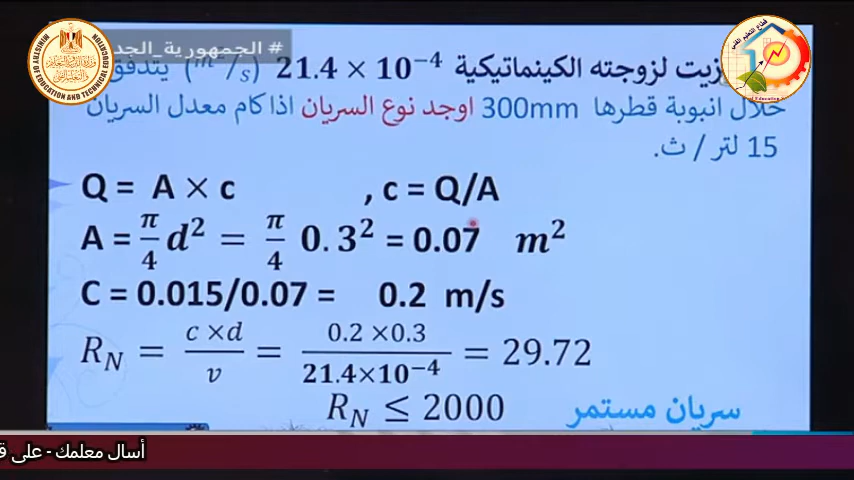 # الجمهورية_الجد
زيت لزوجته الكينماتيكية 21.4 × 10⁻⁴ (m²/s) يتدفق
خلال انبوبة قطرها 300mm اوجد نوع السريان اذا كام معدل السريان
15 لتر / ث.
Q = A × c , c = Q/A
A = π/4 d² = π/4 0.3² = 0.07 m²
C = 0.015/0.07 = 0.2 m/s
R_N = (c ×d)/v = (0.2 ×0.3)/(21.4×10⁻⁴) = 29.72
R_N ≤ 2000 سريان مستمر
أسال معلمك - على ق